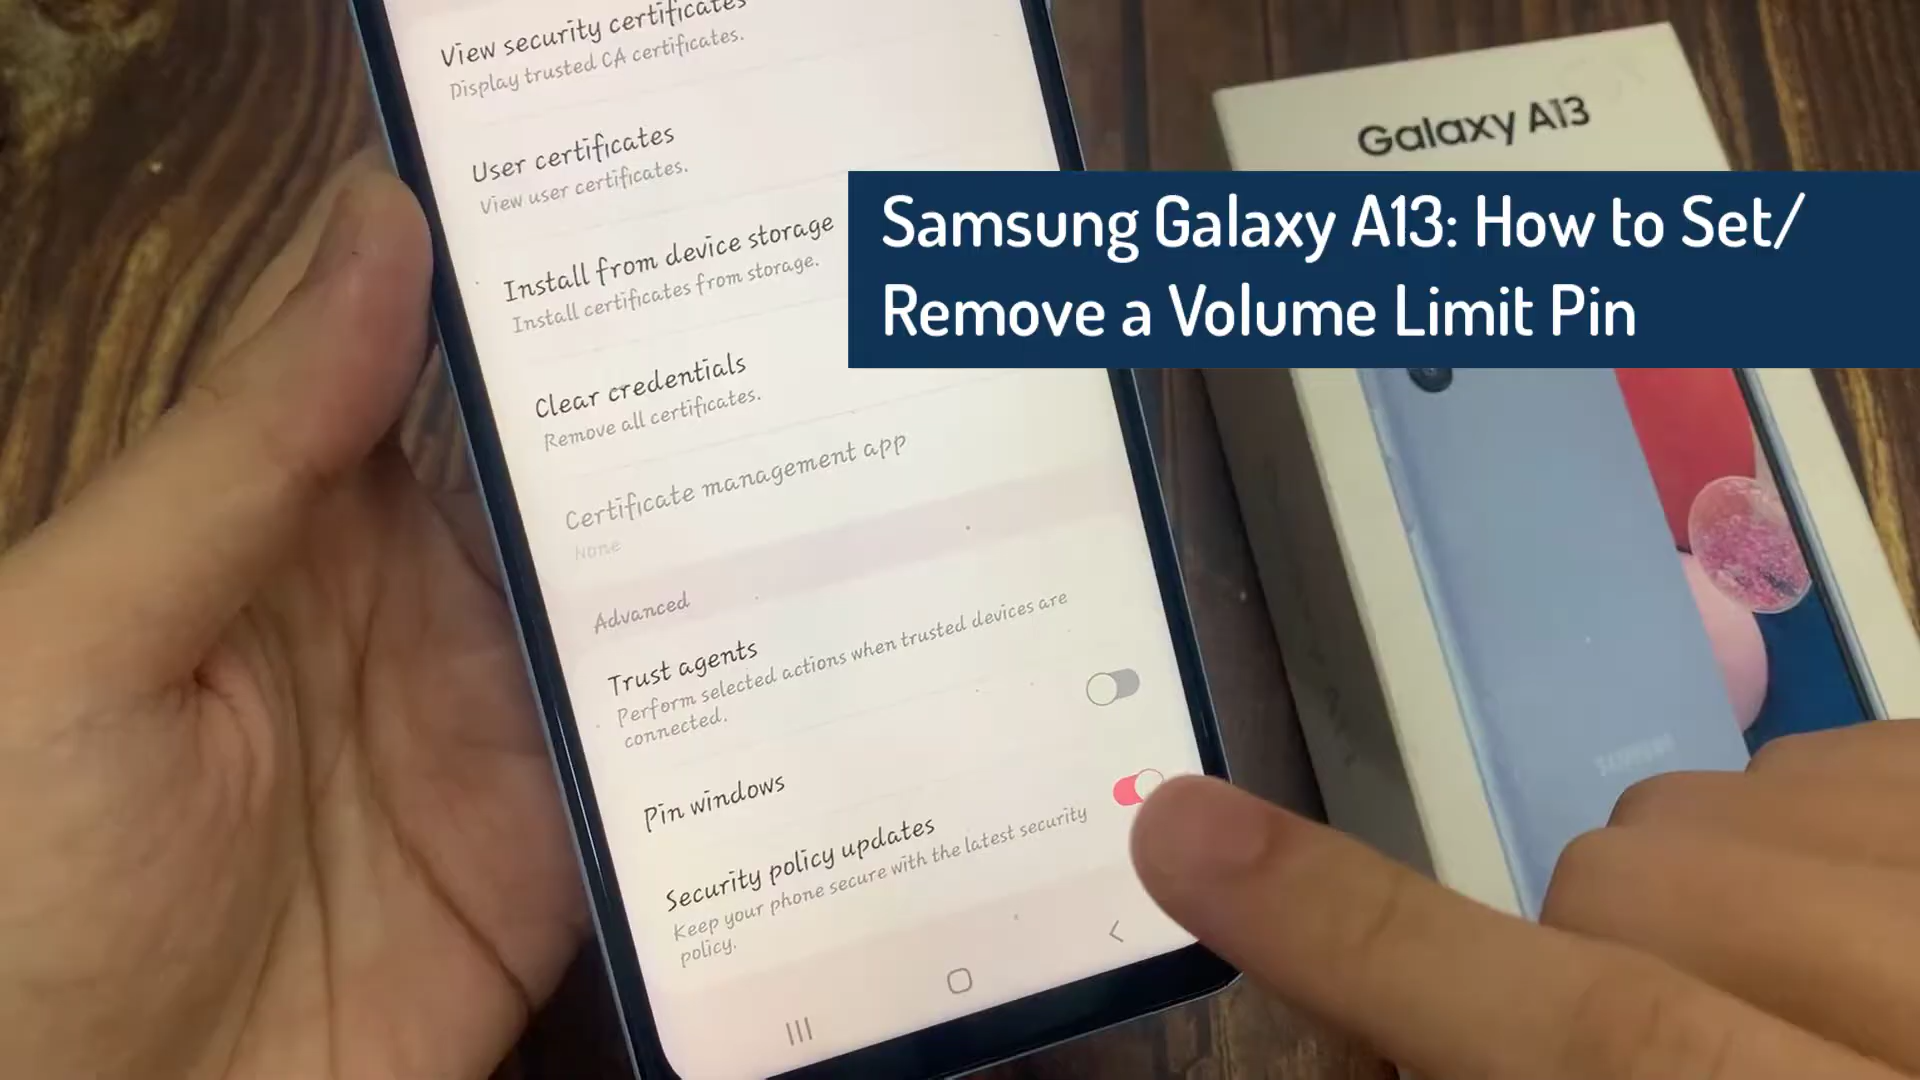 View security certificates
Display trusted CA certificates.
User certificates
View user certificates.
Install from device storage
Install certificates from storage.
Clear credentials
Remove all certificates.
Certificate management app
None
Advanced
Trust agents
Perform selected actions when trusted devices are
connected.
Pin windows
Security policy updates
Keep your phone secure with the latest security
policy.
Galaxy A13
Samsung Galaxy A13: How to Set/
Remove a Volume Limit Pin
SAMSUNG